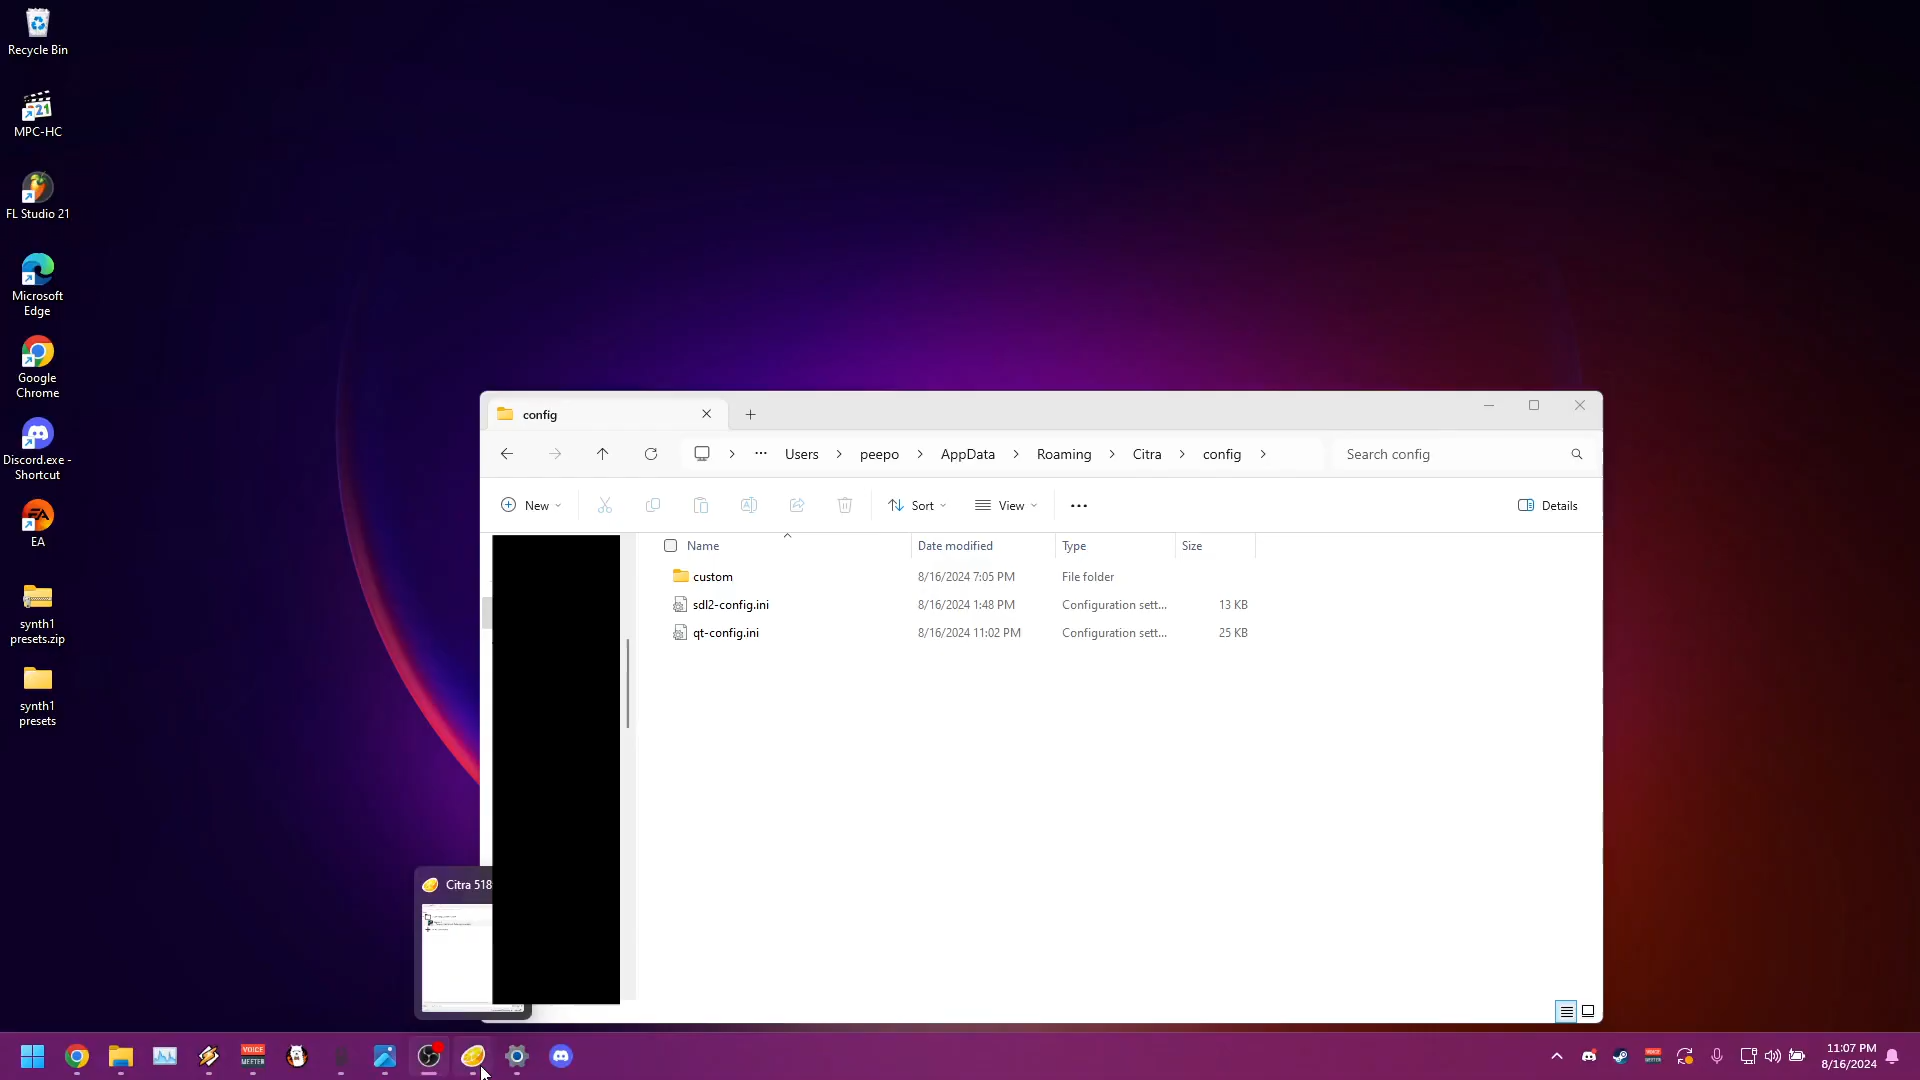 Recycle Bin
MPC-HC
FL Studio 21
Microsoft
Edge
Google
Chrome
Discord.exe -
Shortcut
EA
synth1
presets.zip
synth1
presets
config
Users
peepo
AppData
Roaming
Citra
config
Search config
New
Sort
View
Details
Name
Date modified
Type
Size
custom
8/16/2024 7:05 PM
File folder
sdl2-config.ini
8/16/2024 1:48 PM
Configuration sett...
13 KB
qt-config.ini
8/16/2024 11:02 PM
Configuration sett...
25 KB
Citra 518
VOICE
MEETER
11:07 PM
8/16/2024